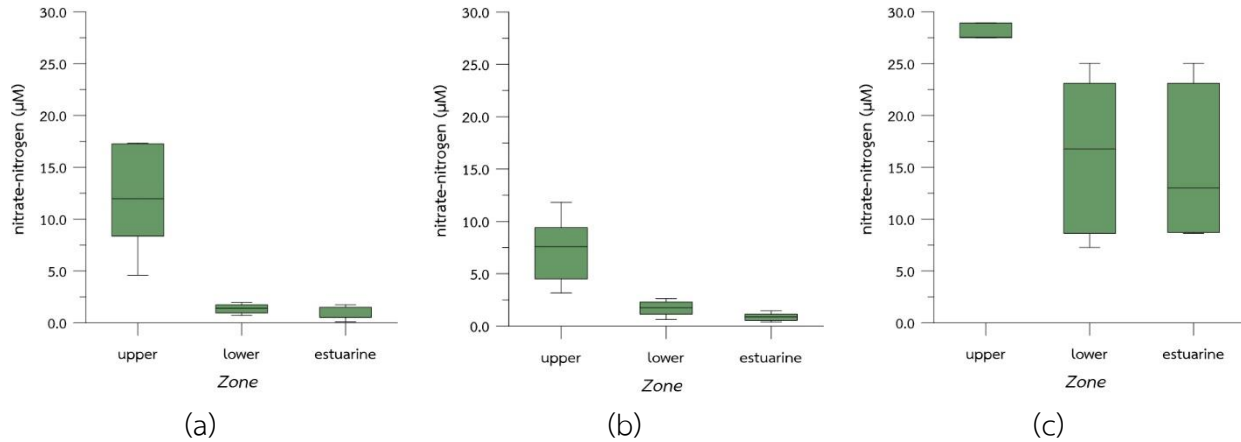 30.0
25.0
20.0
15.0
10.0
5.0
0.0
nitrate-nitrogen (µM)
upper lower estuarine
Zone
(a)
30.0
25.0
20.0
15.0
10.0
5.0
0.0
nitrate-nitrogen (µM)
upper lower estuarine
Zone
(b)
30.0
25.0
20.0
15.0
10.0
5.0
0.0
nitrate-nitrogen (µM)
upper lower estuarine
Zone
(c)